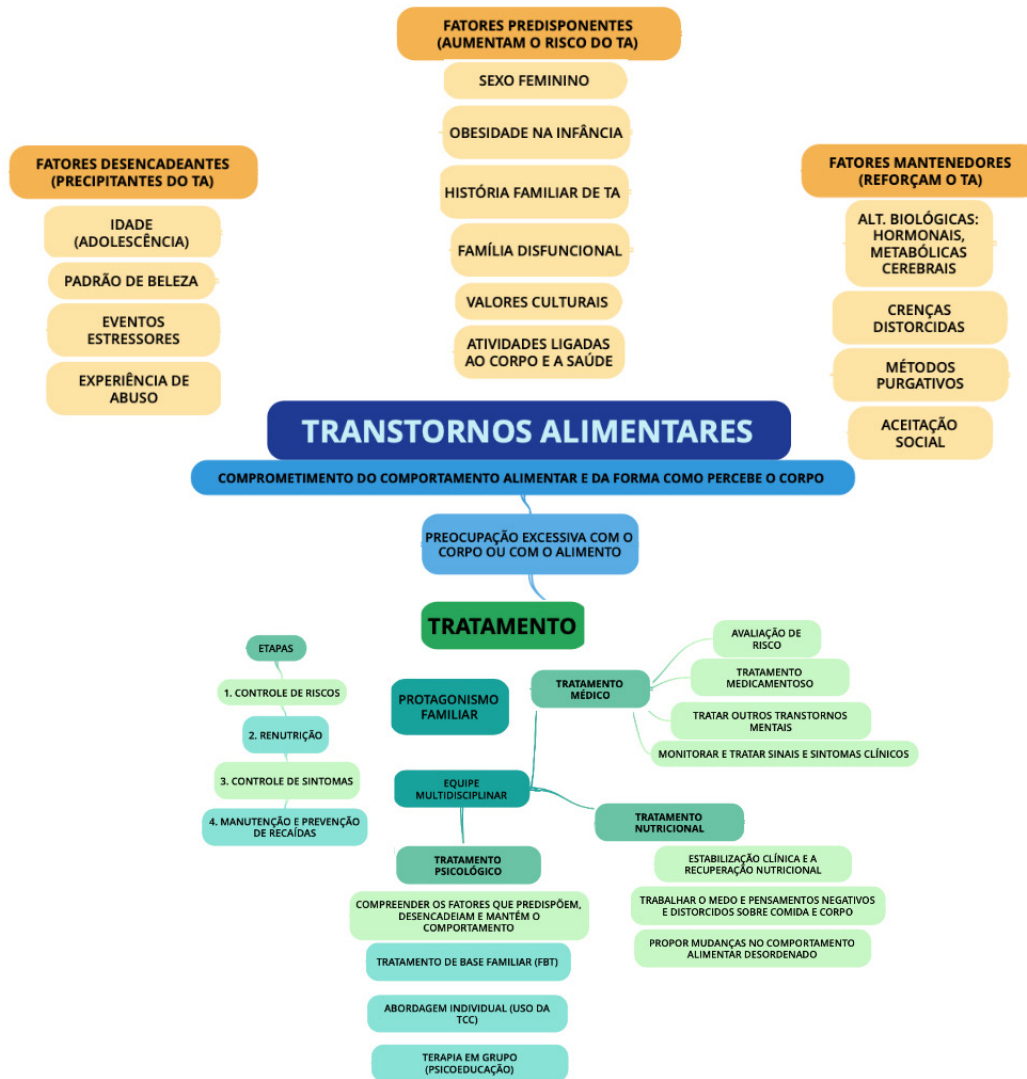 FATORES PREDISPONENTES
(AUMENTAM O RISCO DO TA)
SEXO FEMININO
OBESIDADE NA INFÂNCIA
HISTÓRIA FAMILIAR DE TA
FAMÍLIA DISFUNCIONAL
VALORES CULTURAIS
ATIVIDADES LIGADAS
AO CORPO E A SAÚDE
FATORES DESENCADEANTES
(PRECIPITANTES DO TA)
IDADE
(ADOLESCÊNCIA)
PADRÃO DE BELEZA
EVENTOS
ESTRESSORES
EXPERIÊNCIA DE
ABUSO
FATORES MANTENEDORES
(REFORÇAM O TA)
ALT. BIOLÓGICAS:
HORMONAIS,
METABÓLICAS
CEREBRAIS
CRENÇAS
DISTORCIDAS
MÉTODOS
PURGATIVOS
ACEITAÇÃO
SOCIAL
TRANSTORNOS ALIMENTARES
COMPROMETIMENTO DO COMPORTAMENTO ALIMENTAR E DA FORMA COMO PERCEBE O CORPO
PREOCUPAÇÃO EXCESSIVA COM O
CORPO OU COM O ALIMENTO
TRATAMENTO
ETAPAS
1. CONTROLE DE RISCOS
2. RENUTRIÇÃO
3. CONTROLE DE SINTOMAS
4. MANUTENÇÃO E PREVENÇÃO
DE RECAÍDAS
PROTAGONISMO
FAMILIAR
EQUIPE
MULTIDISCIPLINAR
TRATAMENTO
MÉDICO
AVALIAÇÃO DE
RISCO
TRATAMENTO
MEDICAMENTOSO
TRATAR OUTROS TRANSTORNOS
MENTAIS
MONITORAR E TRATAR SINAIS E SINTOMAS CLÍNICOS
TRATAMENTO
NUTRICIONAL
ESTABILIZAÇÃO CLÍNICA E A
RECUPERAÇÃO NUTRICIONAL
TRABALHAR O MEDO E PENSAMENTOS NEGATIVOS
E DISTORCIDOS SOBRE COMIDA E CORPO
PROPOR MUDANÇAS NO COMPORTAMENTO
ALIMENTAR DESORDENADO
TRATAMENTO
PSICOLÓGICO
COMPREENDER OS FATORES QUE PREDISPÕEM,
DESENCADEIAM E MANTÉM O
COMPORTAMENTO
TRATAMENTO DE BASE FAMILIAR (FBT)
ABORDAGEM INDIVIDUAL (USO DA
TCC)
TERAPIA EM GRUPO
(PSICOEDUCAÇÃO)